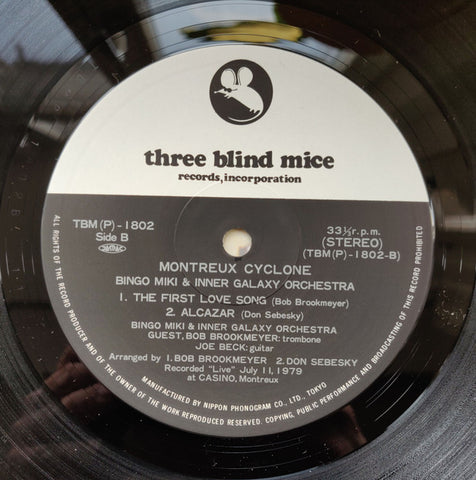 three blind mice
records, incorporation
TBM (P) - 1802
Side B
33⅓ r.p.m.
(STEREO)
(TBM (P) -1802-B)
MONTREUX CYCLONE
BINGO MIKI & INNER GALAXY ORCHESTRA
1. THE FIRST LOVE SONG (Bob Brookmeyer)
2. ALCAZAR (Don Sebesky)
BINGO MIKI & INNER GALAXY ORCHESTRA
GUEST, BOB BROOKMEYER: trombone
JOE BECK: guitar
Arranged by 1. BOB BROOKMEYER 2. DON SEBESKY
Recorded "Live" July 11, 1979
at CASINO, Montreux
MANUFACTURED BY NIPPON PHONOGRAM CO., LTD., TOKYO
ALL RIGHTS OF THE RECORD PRODUCER AND OF THE OWNER OF THE WORK REPRODUCED RESERVED. COPYING, PUBLIC PERFORMANCE AND BROADCASTING OF THIS RECORD PROHIBITED